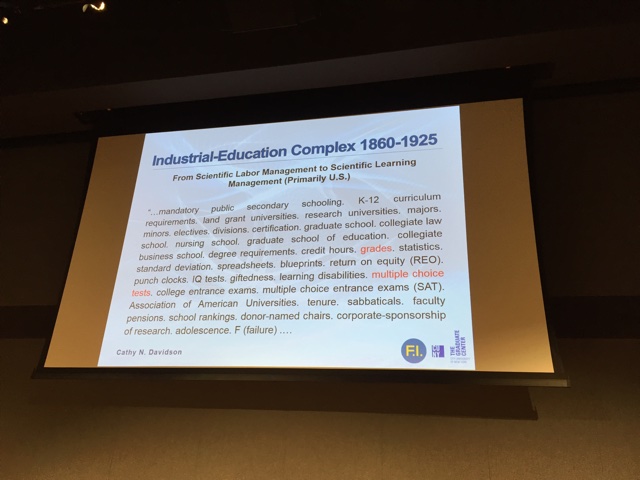 Industrial-Education Complex 1860-1925
From Scientific Labor Management to Scientific Learning
Management (Primarily U.S.)
"…mandatory public secondary schooling. K-12 curriculum
requirements. land grant universities. research universities. majors.
minors. electives. divisions. certification. graduate school. collegiate law
school. nursing school. graduate school of education. collegiate
business school. degree requirements. credit hours. grades. statistics.
standard deviation. spreadsheets. blueprints. return on equity (REO).
punch clocks. IQ tests. giftedness. learning disabilities. multiple choice
tests. college entrance exams. multiple choice entrance exams (SAT).
Association of American Universities. tenure. sabbaticals. faculty
pensions. school rankings. donor-named chairs. corporate-sponsorship
of research. adolescence. F (failure) ….
Cathy N. Davidson
F.I.
THE
GRADUATE
CENTER